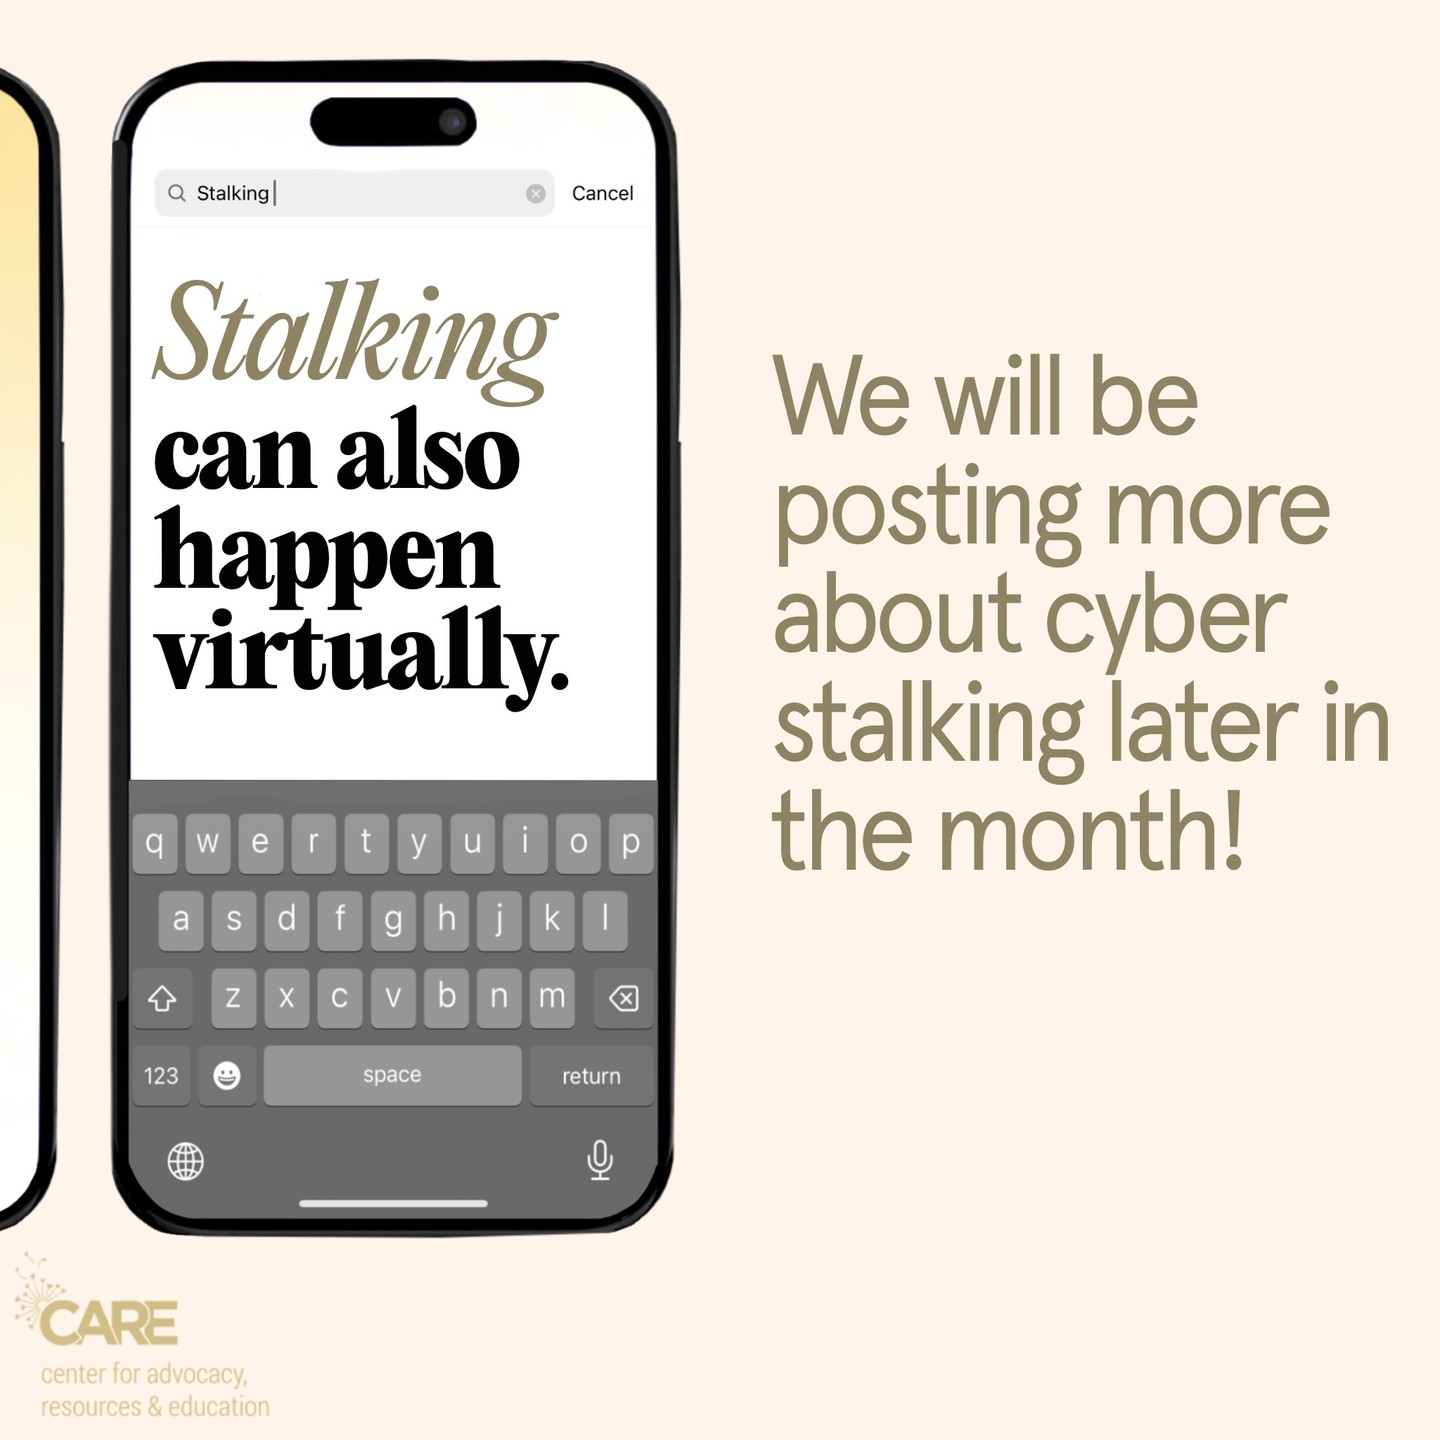 Stalking
Cancel
Stalking
can also
happen
virtually.
q w e r t y u i o p
a s d f g h j k l
z x c v b n m
123 space return
We will be
posting more
about cyber
stalking later in
the month!
CARE
center for advocacy,
resources & education